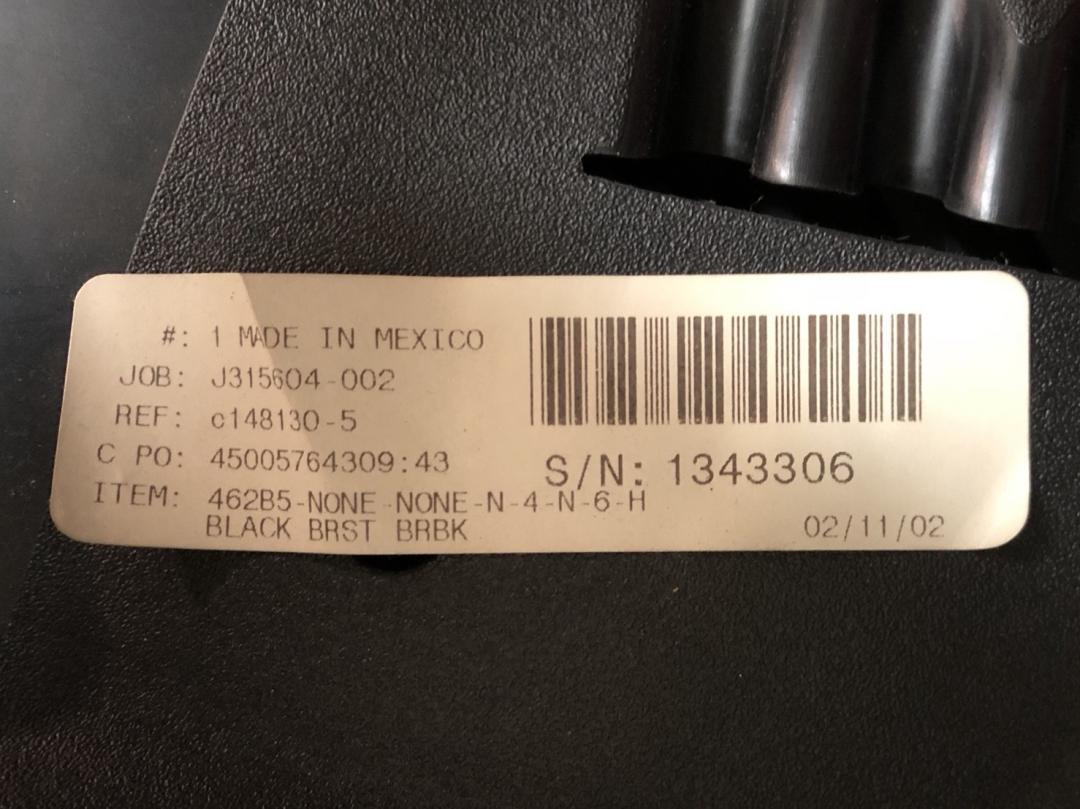 #: 1 MADE IN MEXICO
JOB: J315604-002
REF: c148130-5
C PO: 45005764309:43
S/N: 1343306
ITEM: 462B5-NONE-NONE-N-4-N-6-H
BLACK BRST BRBK
02/11/02